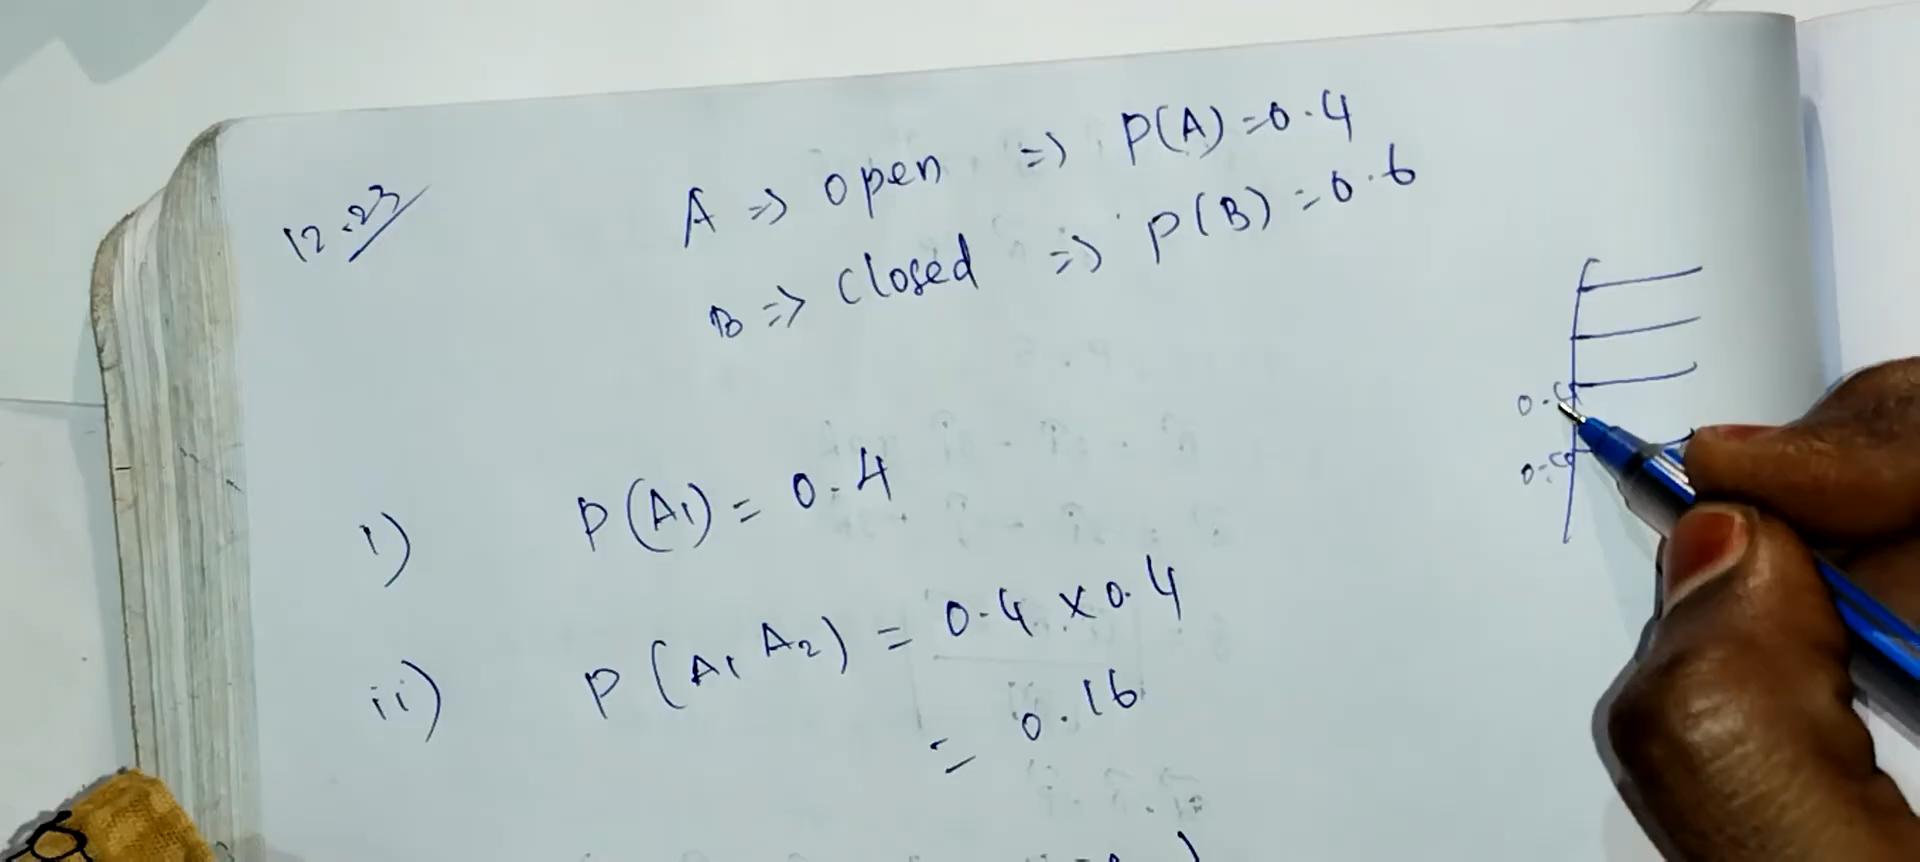 12.23
A => open => P(A) = 0.4
B => closed => P(B) = 0.6
i) P(A1) = 0.4
ii) P(A1 A2) = 0.4 x 0.4
= 0.16